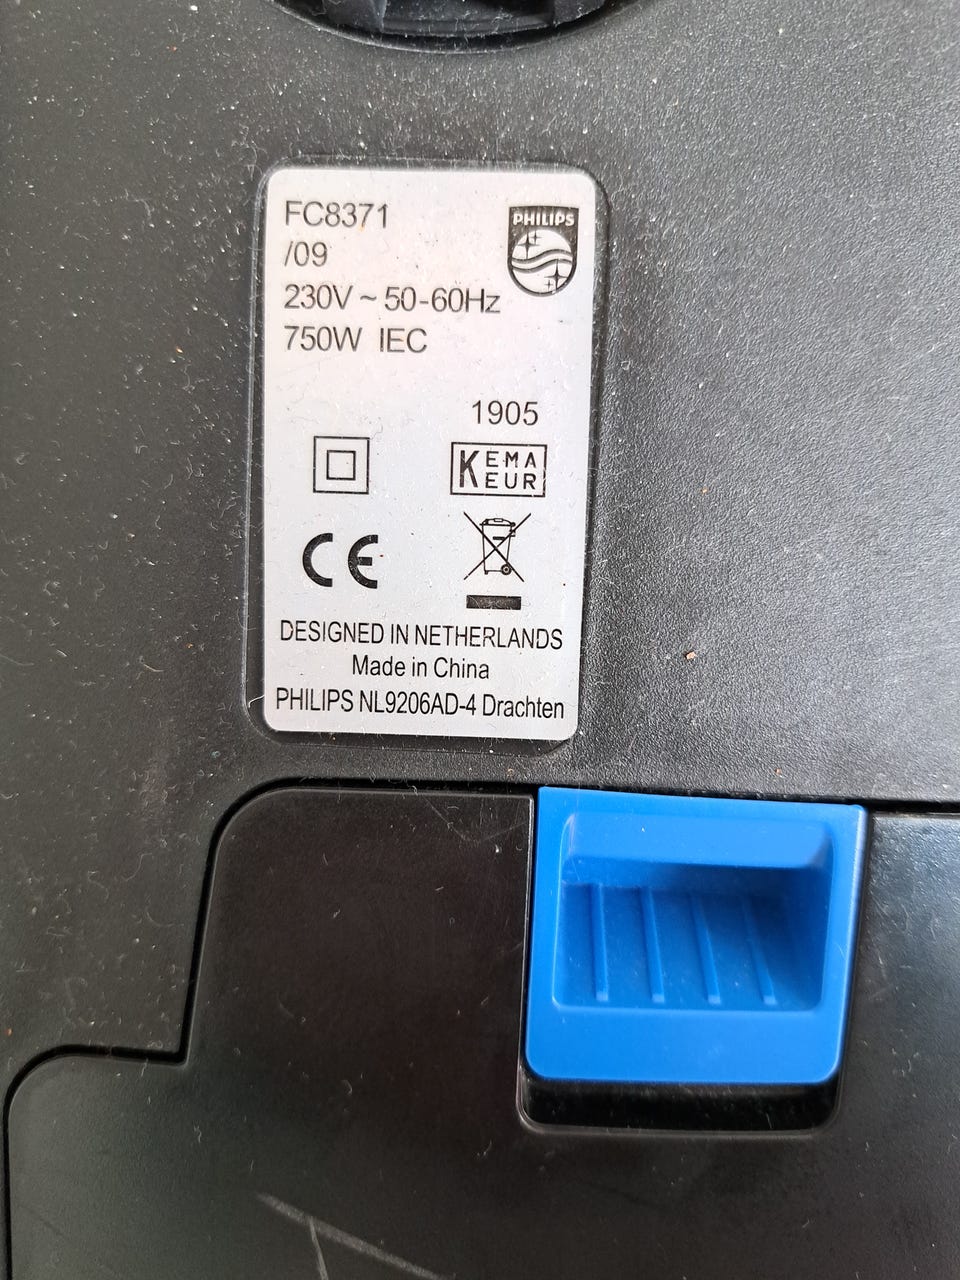 FC8371
/09
PHILIPS
230V ~ 50-60Hz
750W IEC
1905
KEMA
EUR
CE
DESIGNED IN NETHERLANDS
Made in China
PHILIPS NL9206AD-4 Drachten